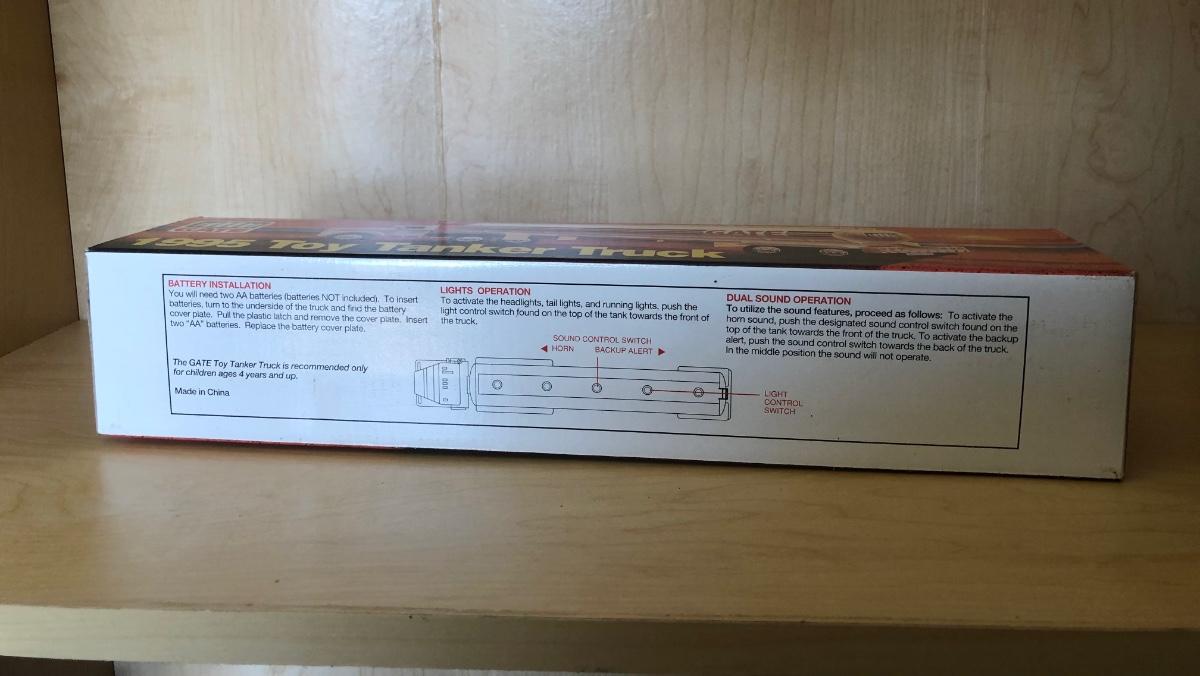 1995 Toy Tanker Truck
GATE
BATTERY INSTALLATION
You will need two AA batteries (batteries NOT included). To insert
batteries, turn to the underside of the truck and find the battery
cover plate. Pull the plastic latch and remove the cover plate. Insert
two "AA" batteries. Replace the battery cover plate.
The GATE Toy Tanker Truck is recommended only
for children ages 4 years and up.
Made in China
LIGHTS OPERATION
To activate the headlights, tail lights, and running lights, push the
light control switch found on the top of the tank towards the front of
the truck.
SOUND CONTROL SWITCH
HORN BACKUP ALERT
LIGHT
CONTROL
SWITCH
DUAL SOUND OPERATION
To utilize the sound features, proceed as follows: To activate the
horn sound, push the designated sound control switch found on the
top of the tank towards the front of the truck. To activate the backup
alert, push the sound control switch towards the back of the truck.
In the middle position the sound will not operate.